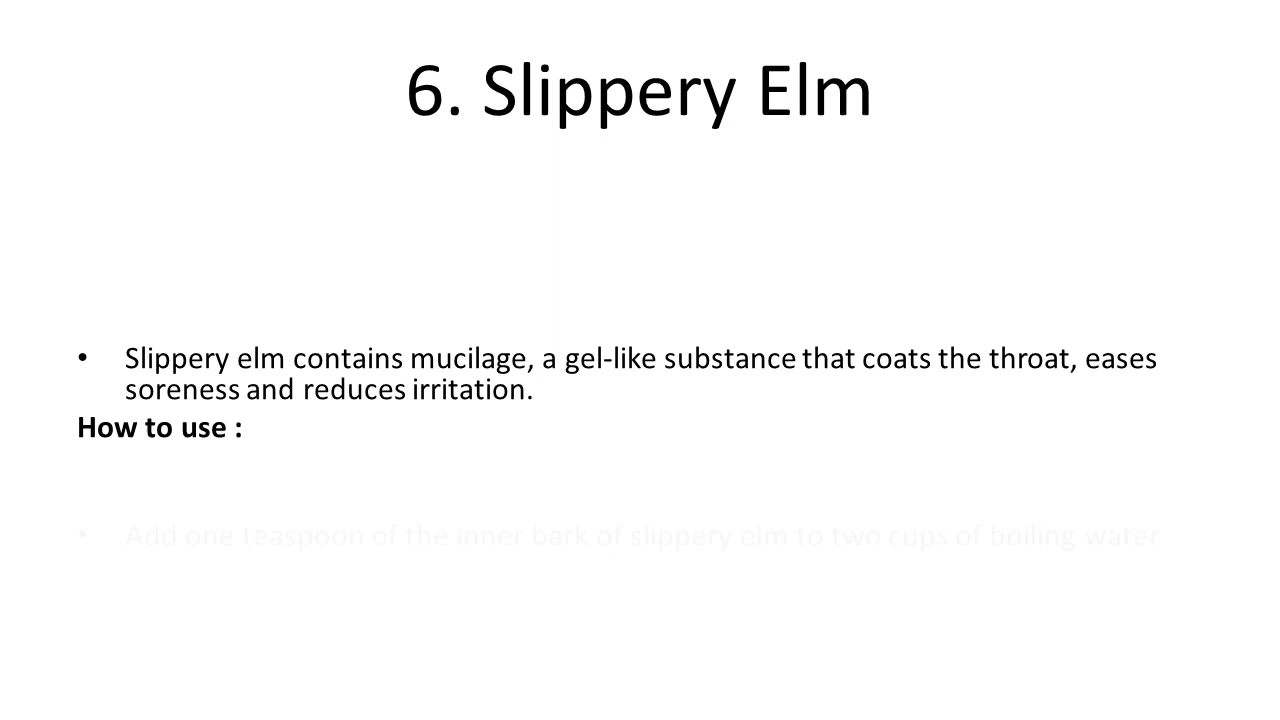 6. Slippery Elm
• Slippery elm contains mucilage, a gel-like substance that coats the throat, eases
soreness and reduces irritation.
How to use :
• Add one teaspoon of the inner bark of slippery elm to two cups of boiling water